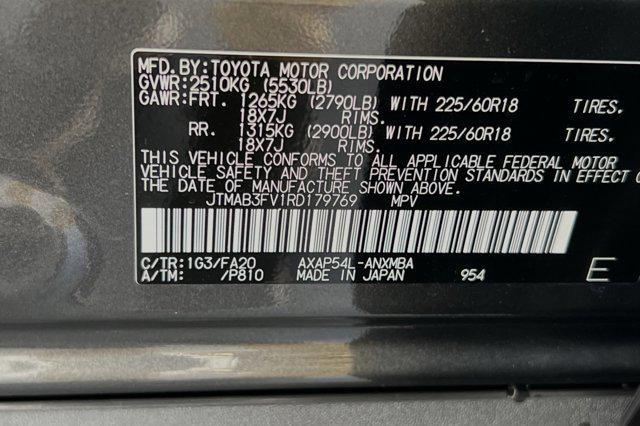 MFD.BY:TOYOTA MOTOR CORPORATION
GVWR:2510KG (5530LB)
GAWR:FRT. 1265KG (2790LB) WITH 225/60R18 TIRES.
18X7J RIMS.
RR. 1315KG (2900LB) WITH 225/60R18 TIRES.
18X7J RIMS.
THIS VEHICLE CONFORMS TO ALL APPLICABLE FEDERAL MOTOR
VEHICLE SAFETY AND THEFT PREVENTION STANDARDS IN EFFECT O
THE DATE OF MANUFACTURE SHOWN ABOVE.
JTMAB3FV1RD179769 MPV
C/TR:1G3/FA20 AXAP54L-ANXMBA
A/TM: /P810 MADE IN JAPAN 954 E